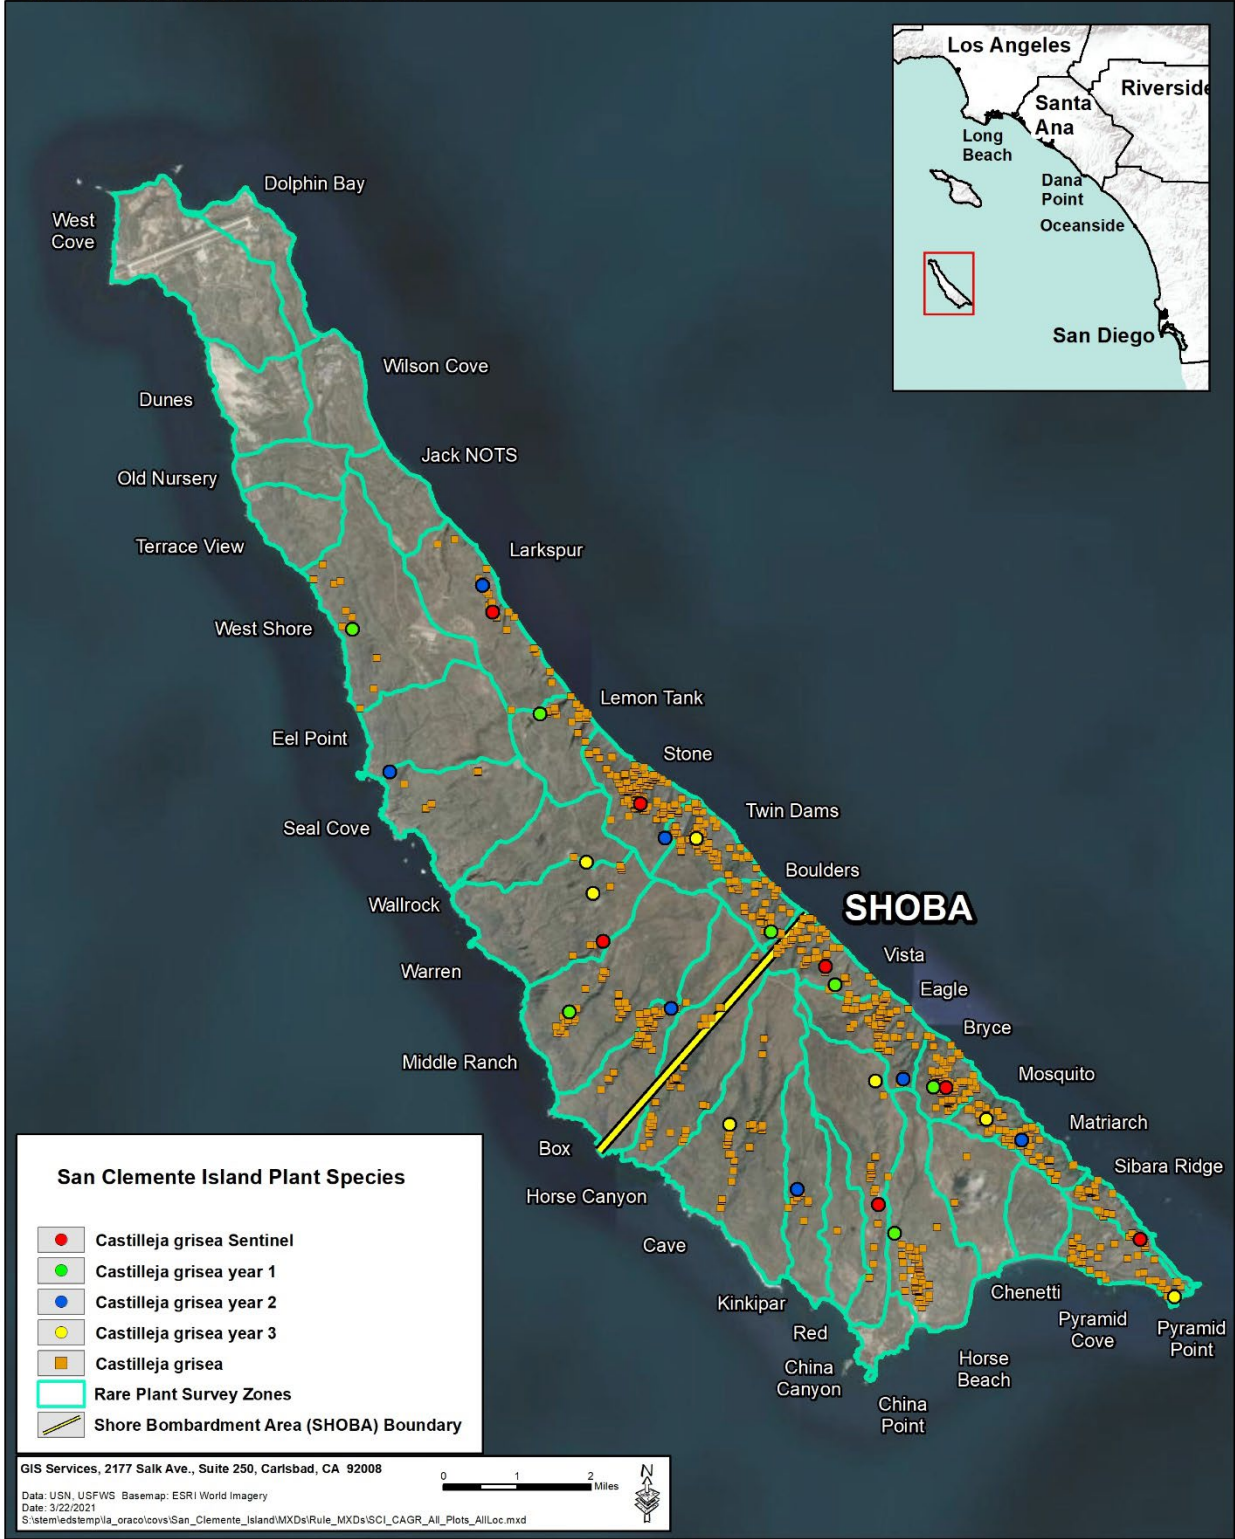 Los Angeles
Riverside
Santa
Ana
Long
Beach
Dana
Point
Oceanside
San Diego
Dolphin Bay
West
Cove
Wilson Cove
Dunes
Jack NOTS
Old Nursery
Terrace View
Larkspur
West Shore
Lemon Tank
Eel Point
Stone
Twin Dams
Seal Cove
Boulders
Wallrock
SHOBA
Vista
Warren
Eagle
Bryce
Middle Ranch
Mosquito
Matriarch
Box
Sibara Ridge
Horse Canyon
Cave
Kinkipar
Chenetti
Pyramid
Cove
Pyramid
Point
Red
China
Canyon
Horse
Beach
China
Point
San Clemente Island Plant Species
Castilleja grisea Sentinel
Castilleja grisea year 1
Castilleja grisea year 2
Castilleja grisea year 3
Castilleja grisea
Rare Plant Survey Zones
Shore Bombardment Area (SHOBA) Boundary
GIS Services, 2177 Salk Ave., Suite 250, Carlsbad, CA 92008
Data: USN, USFWS Basemap: ESRI World Imagery
Date: 3/22/2021
S:\stem\edstemp\la_oraco\covs\San_Clemente_Island\MXDs\Rule_MXDs\SCI_CAGR_All_Plots_AllLoc.mxd
0 1 2
Miles
N